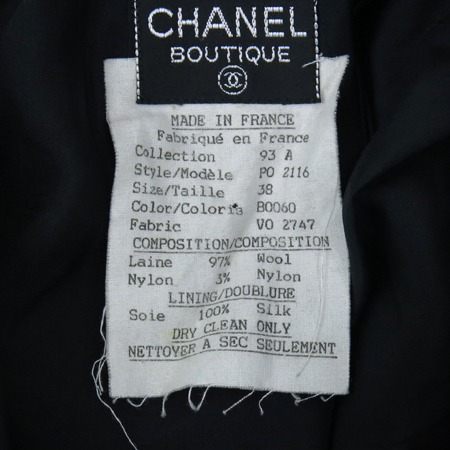 CHANEL
BOUTIQUE
MADE IN FRANCE
Fabriqué en France
Collection 93 A
Style/Modèle PO 2116
Size/Taille 38
Color/Coloris B0060
Fabric VO 2747
COMPOSITION/COMPOSITION
Laine 97% Wool
Nylon 3% Nylon
LINING/DOUBLURE
Soie 100% Silk
DRY CLEAN ONLY
NETTOYER A SEC SEULEMENT